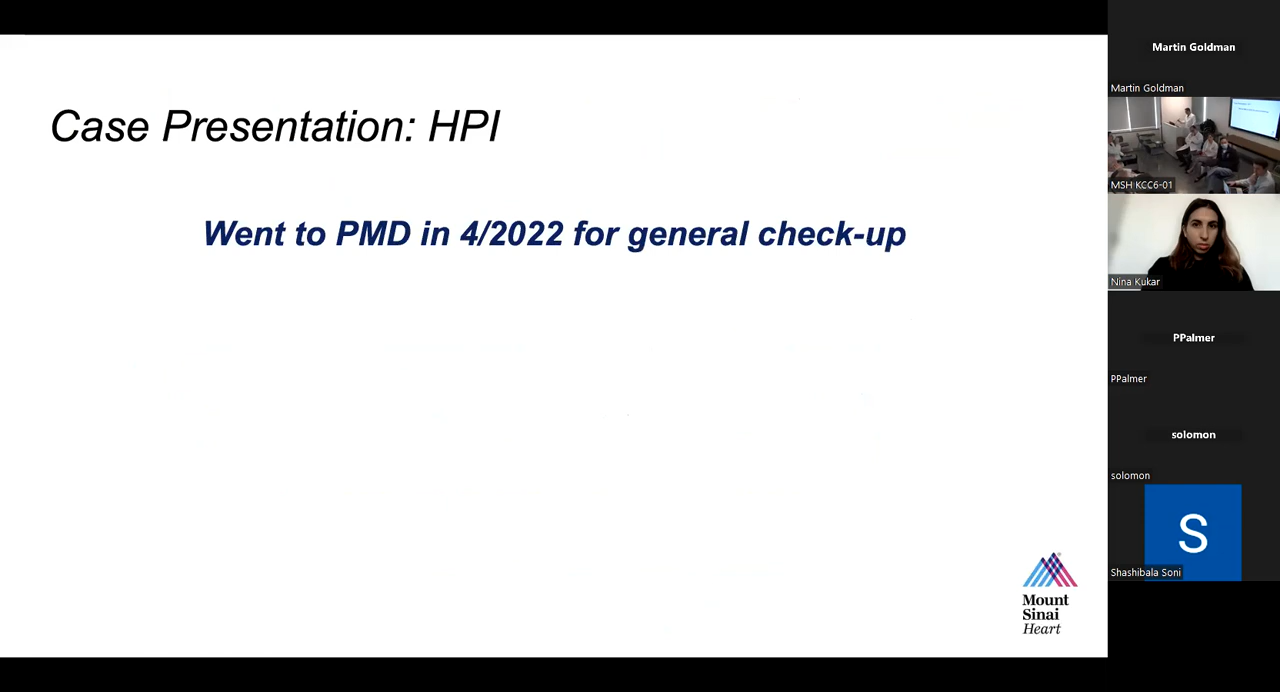 Case Presentation: HPI
Went to PMD in 4/2022 for general check-up
Mount
Sinai
Heart
Martin Goldman
Martin Goldman
MSH KCC6-01
Nina Kukar
PPalmer
PPalmer
solomon
solomon
S
Shashibala Soni